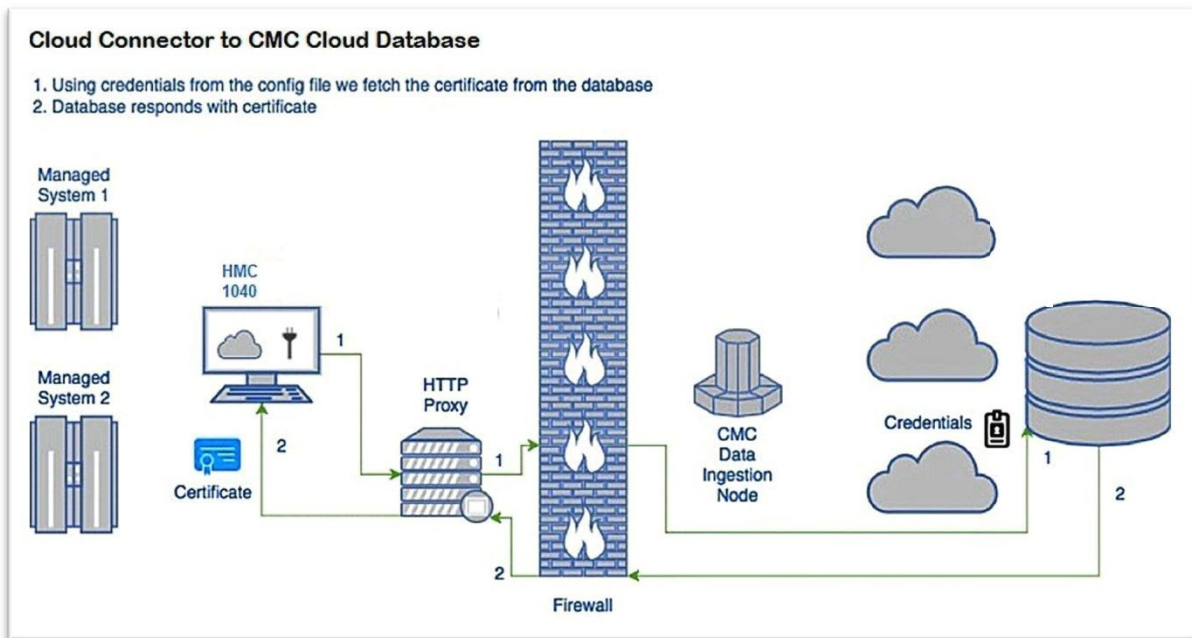 Cloud Connector to CMC Cloud Database
1. Using credentials from the config file we fetch the certificate from the database
2. Database responds with certificate
Managed
System 1
HMC
1040
1
Managed
System 2
HTTP
Proxy
2
1
Certificate
CMC
Data
Ingestion
Node
Credentials
1
2
2
Firewall